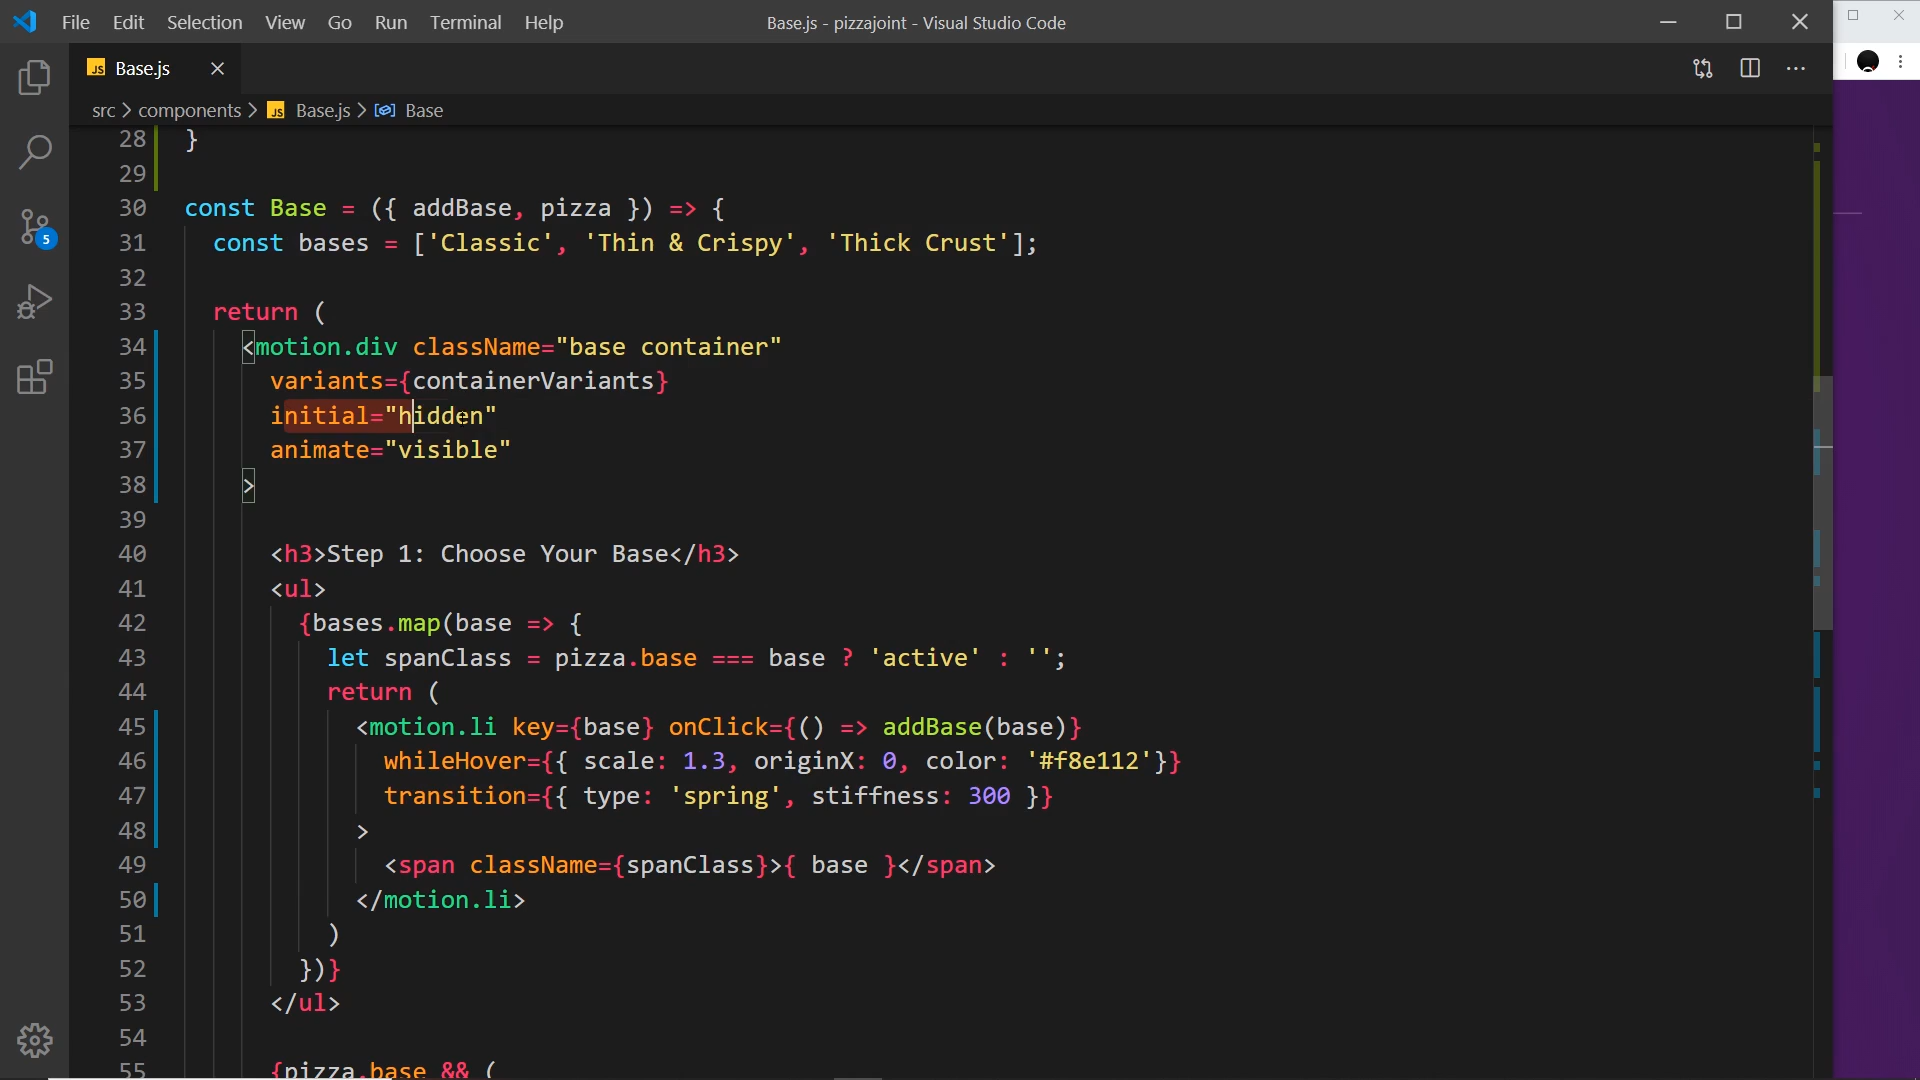 File Edit Selection View Go Run Terminal Help
Base.js - pizzajoint - Visual Studio Code
JS Base.js
src > components > JS Base.js > Base
5
28 }
29
30 const Base = ({ addBase, pizza }) => {
31 const bases = ['Classic', 'Thin & Crispy', 'Thick Crust'];
32
33 return (
34 <motion.div className="base container"
35 variants={containerVariants}
36 initial="hidden"
37 animate="visible"
38 >
39
40 <h3>Step 1: Choose Your Base</h3>
41 <ul>
42 {bases.map(base => {
43 let spanClass = pizza.base === base ? 'active' : '';
44 return (
45 <motion.li key={base} onClick={() => addBase(base)}
46 whileHover={{ scale: 1.3, originX: 0, color: '#f8e112'}}
47 transition={{ type: 'spring', stiffness: 300 }}
48 >
49 <span className={spanClass}>{ base }</span>
50 </motion.li>
51 )
52 })}
53 </ul>
54
55 {pizza.base && (